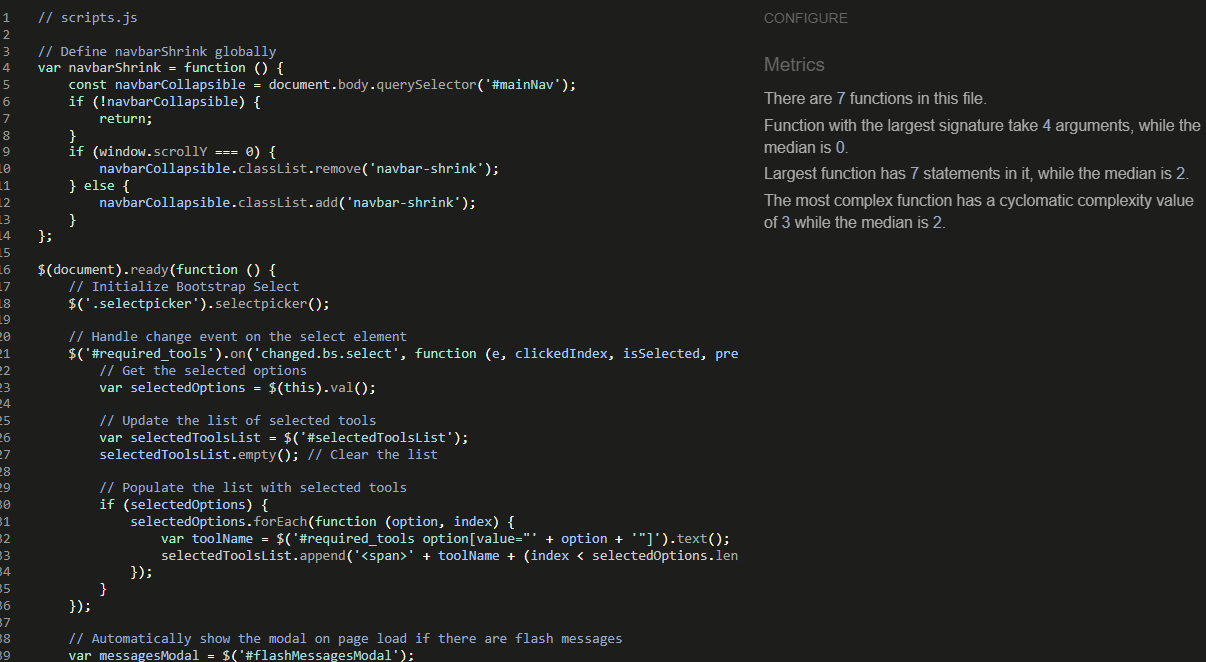 1 // scripts.js
2
3 // Define navbarShrink globally
4 var navbarShrink = function () {
5 const navbarCollapsible = document.body.querySelector('#mainNav');
6 if (!navbarCollapsible) {
7 return;
8 }
9 if (window.scrollY === 0) {
10 navbarCollapsible.classList.remove('navbar-shrink');
11 } else {
12 navbarCollapsible.classList.add('navbar-shrink');
13 }
14 };
15
16 $(document).ready(function () {
17 // Initialize Bootstrap Select
18 $('.selectpicker').selectpicker();
19
20 // Handle change event on the select element
21 $('#required_tools').on('changed.bs.select', function (e, clickedIndex, isSelected, pre
22 // Get the selected options
23 var selectedOptions = $(this).val();
24
25 // Update the list of selected tools
26 var selectedToolsList = $('#selectedToolsList');
27 selectedToolsList.empty(); // Clear the list
28
29 // Populate the list with selected tools
30 if (selectedOptions) {
31 selectedOptions.forEach(function (option, index) {
32 var toolName = $('#required_tools option[value="' + option + '"]').text();
33 selectedToolsList.append('<span>' + toolName + (index < selectedOptions.len
34 });
35 }
36 });
37
38 // Automatically show the modal on page load if there are flash messages
39 var messagesModal = $('#flashMessagesModal');
CONFIGURE
Metrics
There are 7 functions in this file.
Function with the largest signature take 4 arguments, while the
median is 0.
Largest function has 7 statements in it, while the median is 2.
The most complex function has a cyclomatic complexity value
of 3 while the median is 2.